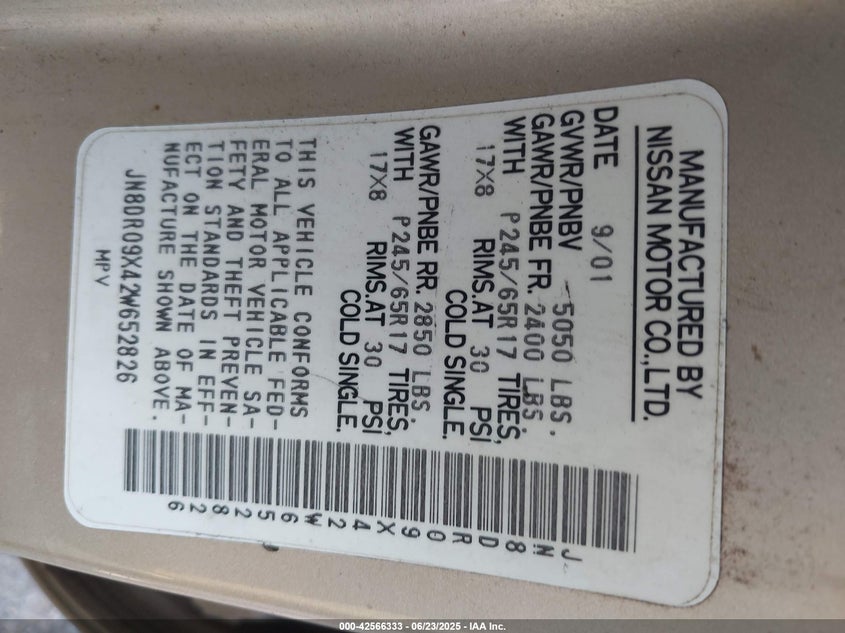 MANUFACTURED BY
NISSAN MOTOR CO.,LTD.
DATE 9/01
GVWR/PNBV 5050 LBS.
GAWR/PNBE FR. 2400 LBS.
WITH P245/65R17 TIRES,
17X8 RIMS.AT 30 PSI
COLD SINGLE.
GAWR/PNBE RR. 2850 LBS.
WITH P245/65R17 TIRES,
17X8 RIMS.AT 30 PSI
COLD SINGLE.
THIS VEHICLE CONFORMS
TO ALL APPLICABLE FED-
ERAL MOTOR VEHICLE SA-
FETY AND THEFT PREVEN-
TION STANDARDS IN EFF-
ECT ON THE DATE OF MA-
NUFACTURE SHOWN ABOVE.
JN8DR09X42W652826
MPV
JN8DR09X42W652826
000-42566333 | 06/23/2025 - IAA Inc.